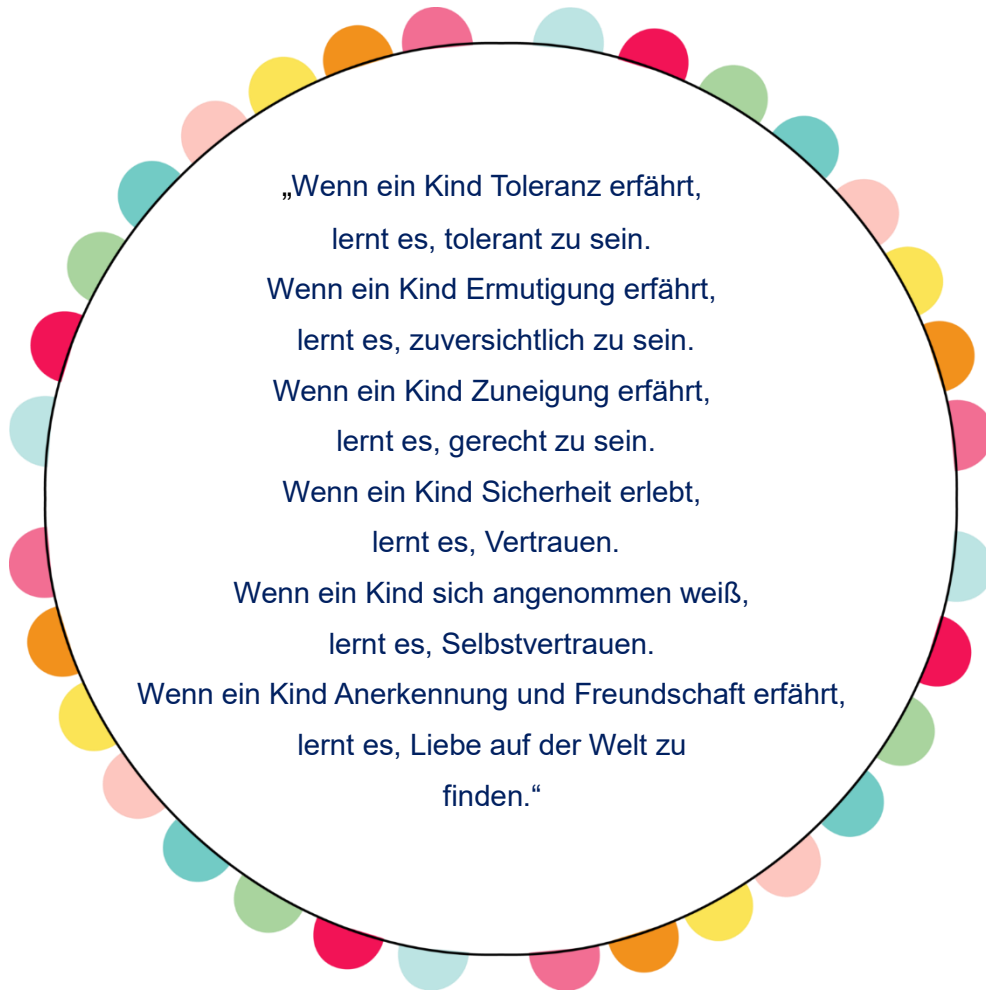 „Wenn ein Kind Toleranz erfährt,
lernt es, tolerant zu sein.
Wenn ein Kind Ermutigung erfährt,
lernt es, zuversichtlich zu sein.
Wenn ein Kind Zuneigung erfährt,
lernt es, gerecht zu sein.
Wenn ein Kind Sicherheit erlebt,
lernt es, Vertrauen.
Wenn ein Kind sich angenommen weiß,
lernt es, Selbstvertrauen.
Wenn ein Kind Anerkennung und Freundschaft erfährt,
lernt es, Liebe auf der Welt zu
finden.“